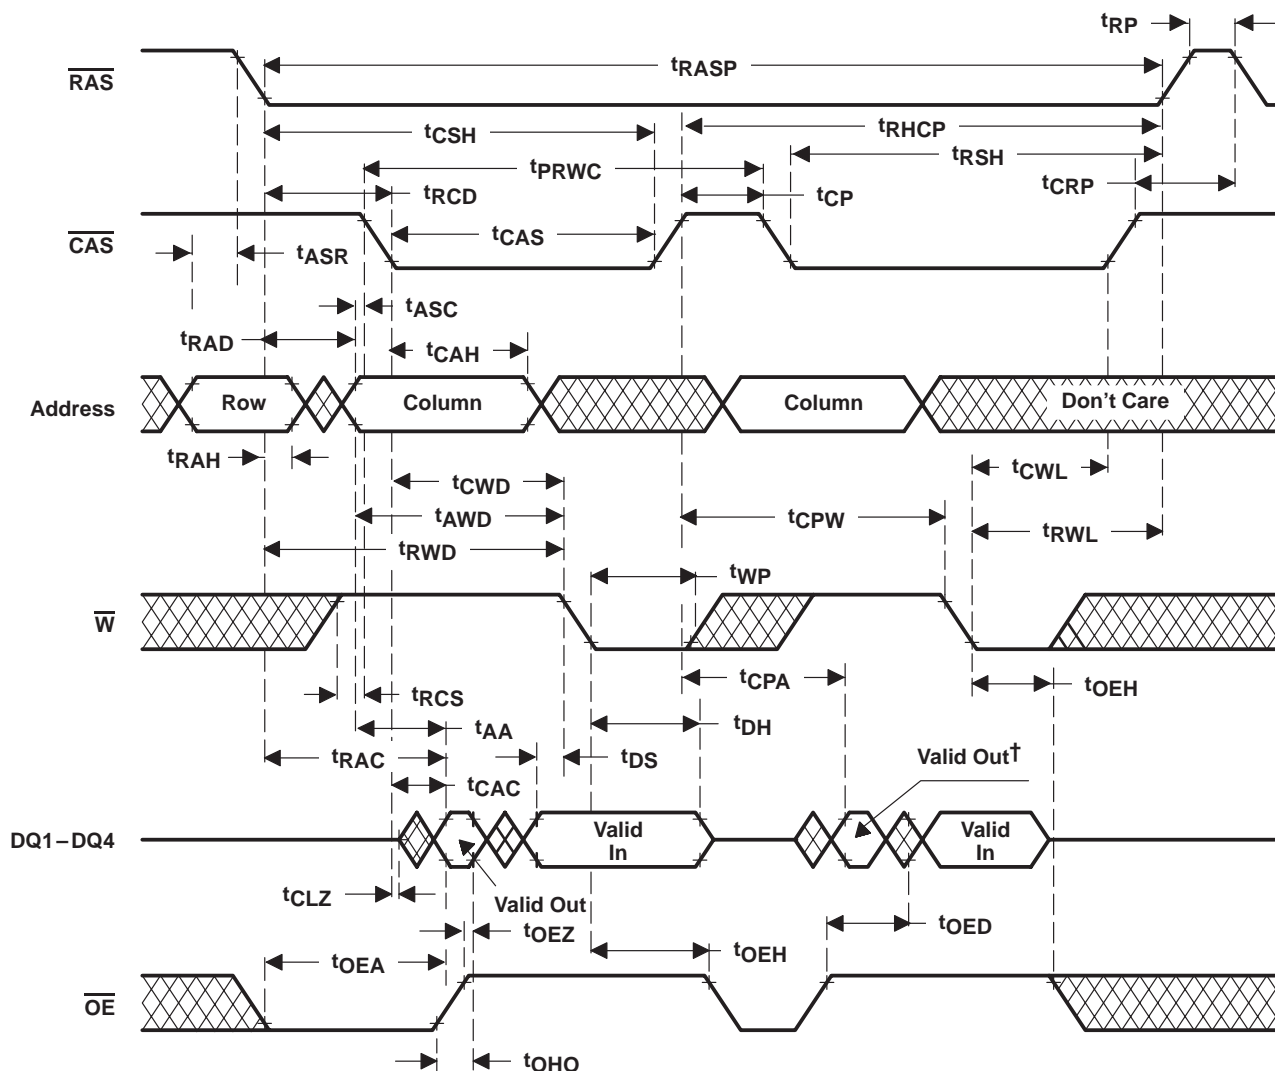 tRP
RAS
tRASP
tCSH
tRHCP
tRSH
tPRWC
tRCD
tCP
tCRP
CAS
tCAS
tASR
tASC
tRAD
tCAH
Address
Row
Column
Column
Don't Care
tRAH
tCWD
tCWL
tAWD
tCPW
tRWD
tRWL
tWP
W
tRCS
tCPA
tOEH
tAA
tDH
tRAC
tDS
Valid Out†
tCAC
DQ1–DQ4
Valid
In
Valid
In
tCLZ
Valid Out
tOEZ
tOED
tOEA
tOEH
OE
tOHO